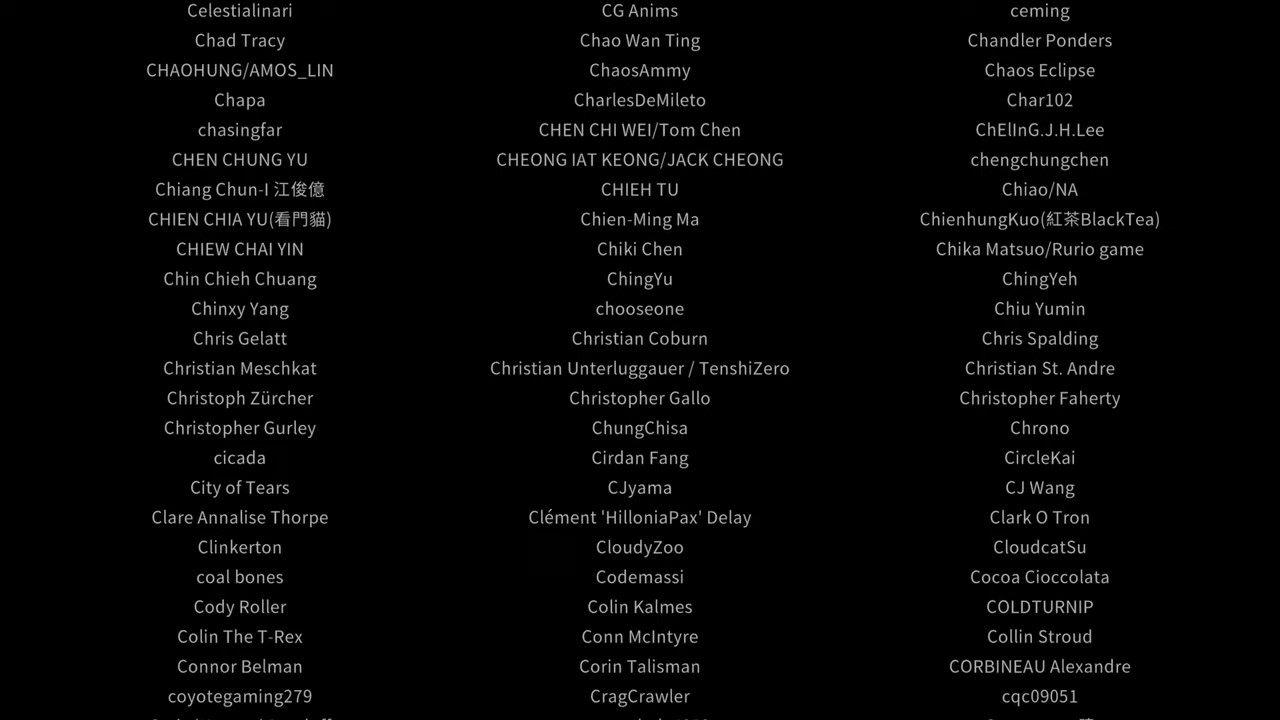 Celestialinari CG Anims ceming
Chad Tracy Chao Wan Ting Chandler Ponders
CHAOHUNG/AMOS_LIN ChaosAmmy Chaos Eclipse
Chapa CharlesDeMileto Char102
chasingfar CHEN CHI WEI/Tom Chen ChElInG.J.H.Lee
CHEN CHUNG YU CHEONG IAT KEONG/JACK CHEONG chengchungchen
Chiang Chun-I 江俊億 CHIEH TU Chiao/NA
CHIEN CHIA YU(看門貓) Chien-Ming Ma ChienhungKuo(紅茶BlackTea)
CHIEW CHAI YIN Chiki Chen Chika Matsuo/Rurio game
Chin Chieh Chuang ChingYu ChingYeh
Chinxy Yang chooseone Chiu Yumin
Chris Gelatt Christian Coburn Chris Spalding
Christian Meschkat Christian Unterluggauer / TenshiZero Christian St. Andre
Christoph Zürcher Christopher Gallo Christopher Faherty
Christopher Gurley ChungChisa Chrono
cicada Cirdan Fang CircleKai
City of Tears CJyama CJ Wang
Clare Annalise Thorpe Clément 'HilloniaPax' Delay Clark O Tron
Clinkerton CloudyZoo CloudcatSu
coal bones Codemassi Cocoa Cioccolata
Cody Roller Colin Kalmes COLDTURNIP
Colin The T-Rex Conn McIntyre Collin Stroud
Connor Belman Corin Talisman CORBINEAU Alexandre
coyotegaming279 CragCrawler cqc09051